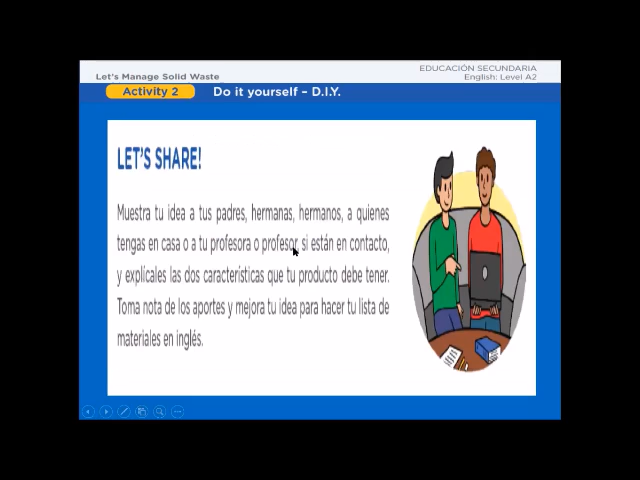 Let's Manage Solid Waste
EDUCACIÓN SECUNDARIA
English: Level A2
Activity 2
Do it yourself – D.I.Y.
LET'S SHARE!
Muestra tu idea a tus padres, hermanas, hermanos, a quienes
tengas en casa o a tu profesora o profesor, si están en contacto,
y explícales las dos características que tu producto debe tener.
Toma nota de los aportes y mejora tu idea para hacer tu lista de
materiales en inglés.